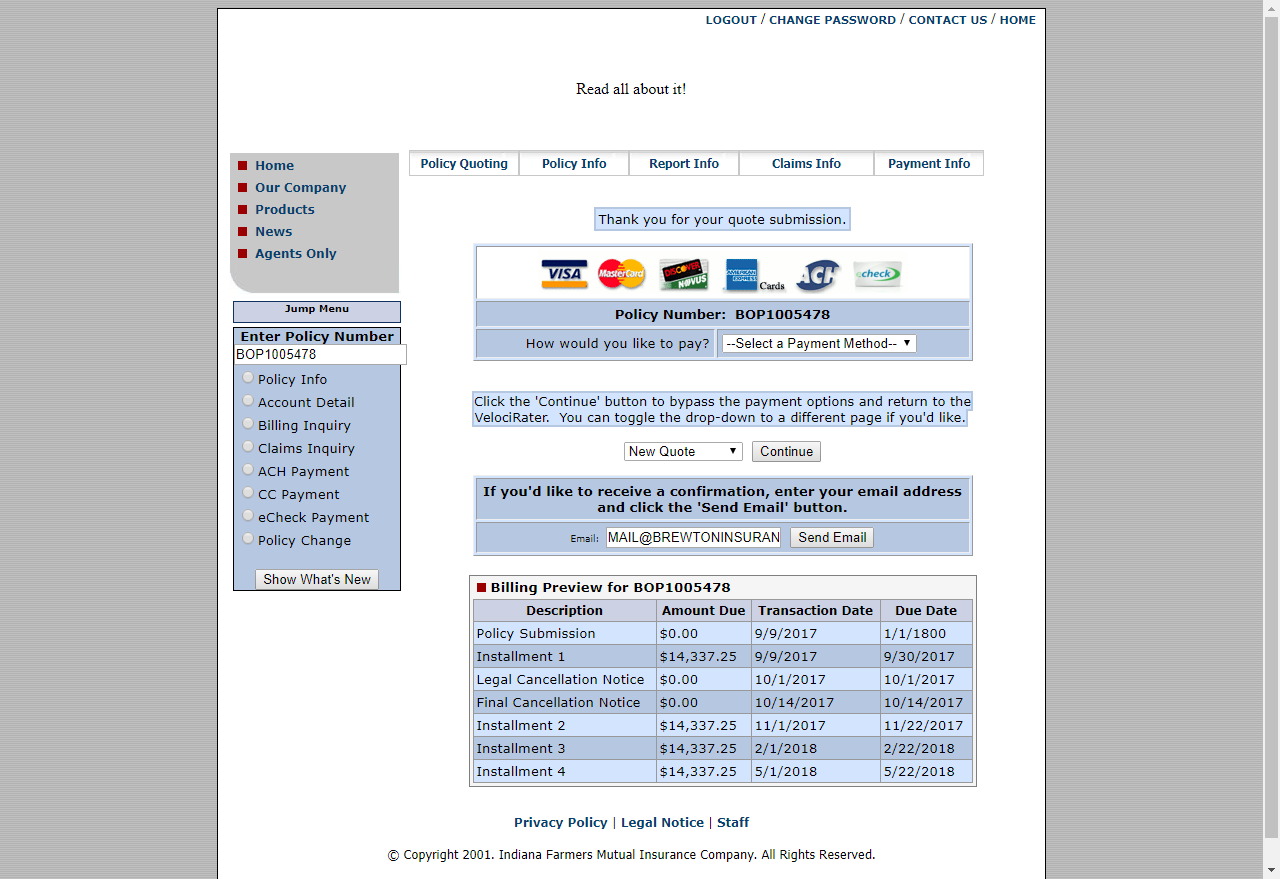 LOGOUT / CHANGE PASSWORD / CONTACT US / HOME
Read all about it!
Home
Our Company
Products
News
Agents Only
Jump Menu
Enter Policy Number
BOP1005478
Policy Info
Account Detail
Billing Inquiry
Claims Inquiry
ACH Payment
CC Payment
eCheck Payment
Policy Change
Show What's New
Policy Quoting Policy Info Report Info Claims Info Payment Info
Thank you for your quote submission.
VISA MasterCard DISCOVER NOVUS AMERICAN EXPRESS Cards ACH echeck
Policy Number: BOP1005478
How would you like to pay? --Select a Payment Method--
Click the 'Continue' button to bypass the payment options and return to the
VelociRater. You can toggle the drop-down to a different page if you'd like.
New Quote Continue
If you'd like to receive a confirmation, enter your email address
and click the 'Send Email' button.
Email: MAIL@BREWTONINSURAN Send Email
Billing Preview for BOP1005478
Description Amount Due Transaction Date Due Date
Policy Submission $0.00 9/9/2017 1/1/1800
Installment 1 $14,337.25 9/9/2017 9/30/2017
Legal Cancellation Notice $0.00 10/1/2017 10/1/2017
Final Cancellation Notice $0.00 10/14/2017 10/14/2017
Installment 2 $14,337.25 11/1/2017 11/22/2017
Installment 3 $14,337.25 2/1/2018 2/22/2018
Installment 4 $14,337.25 5/1/2018 5/22/2018
Privacy Policy | Legal Notice | Staff
© Copyright 2001. Indiana Farmers Mutual Insurance Company. All Rights Reserved.